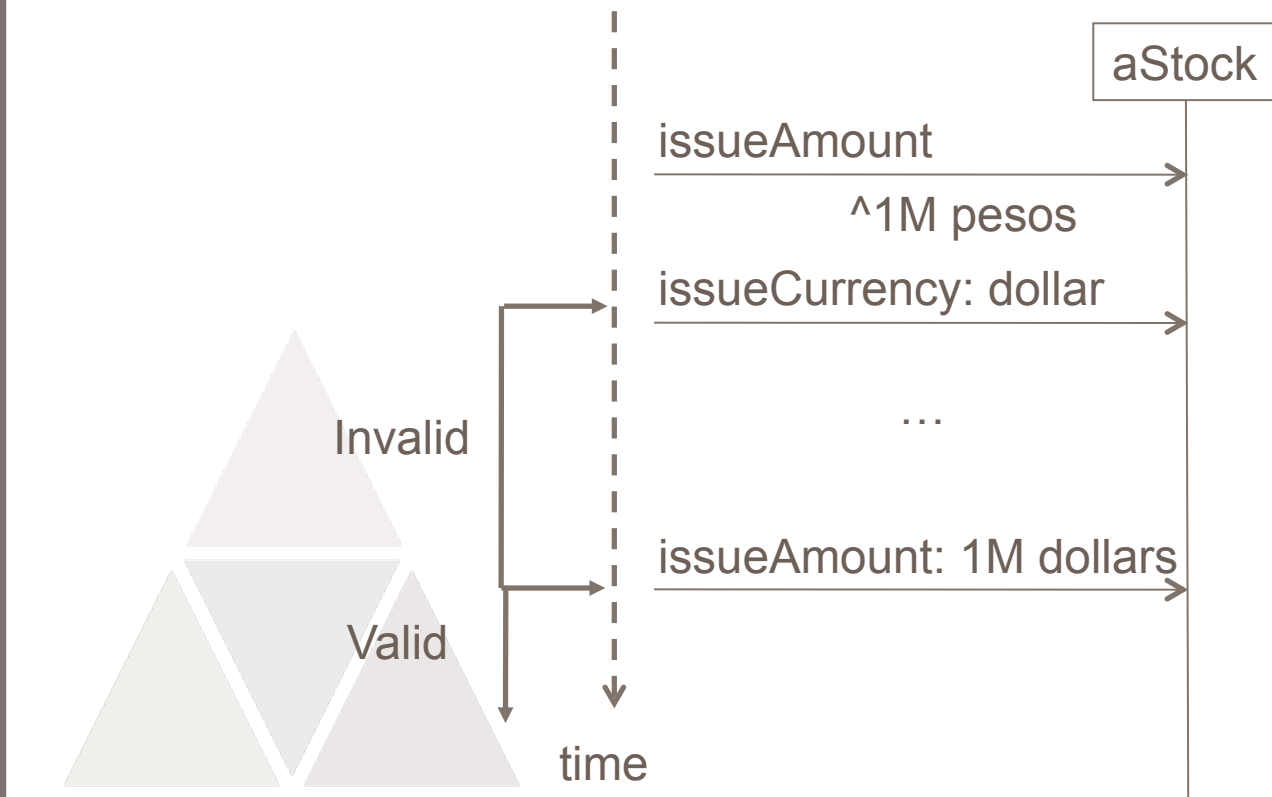 aStock
issueAmount
^1M pesos
issueCurrency: dollar
…
Invalid
issueAmount: 1M dollars
Valid
time